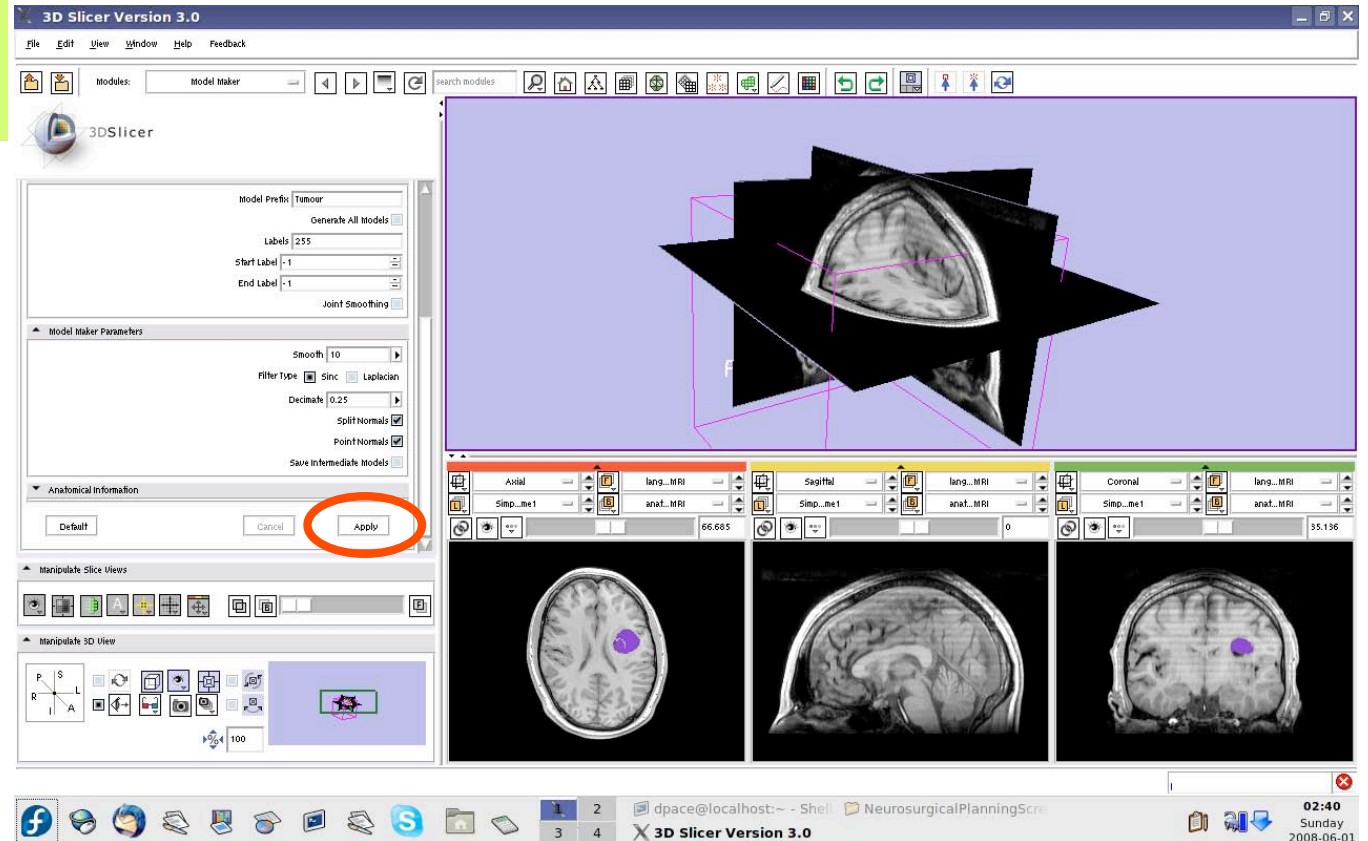 3D Slicer Version 3.0
File Edit View Window Help Feedback
Modules: Model Maker search modules
3DSlicer
Model Prefix Tumour
Generate All Models
Labels 255
Start Label -1
End Label -1
Joint Smoothing
Model Maker Parameters
Smooth 10
Filter Type Sinc Laplacian
Decimate 0.25
Split Normals
Point Normals
Save Intermediate Models
Anatomical Information
Default Cancel Apply
Manipulate Slice Views
Manipulate 3D View
P S
R L
I A
100
Axial lang...MRI
Simp...me1 anat...MRI
66.685
Sagittal lang...MRI
Simp...me1 anat...MRI
0
Coronal lang...MRI
Simp...me1 anat...MRI
35.136
1 2 dpace@localhost:~ - Shell NeurosurgicalPlanningScre
3 4 3D Slicer Version 3.0
02:40
Sunday
2008-06-01